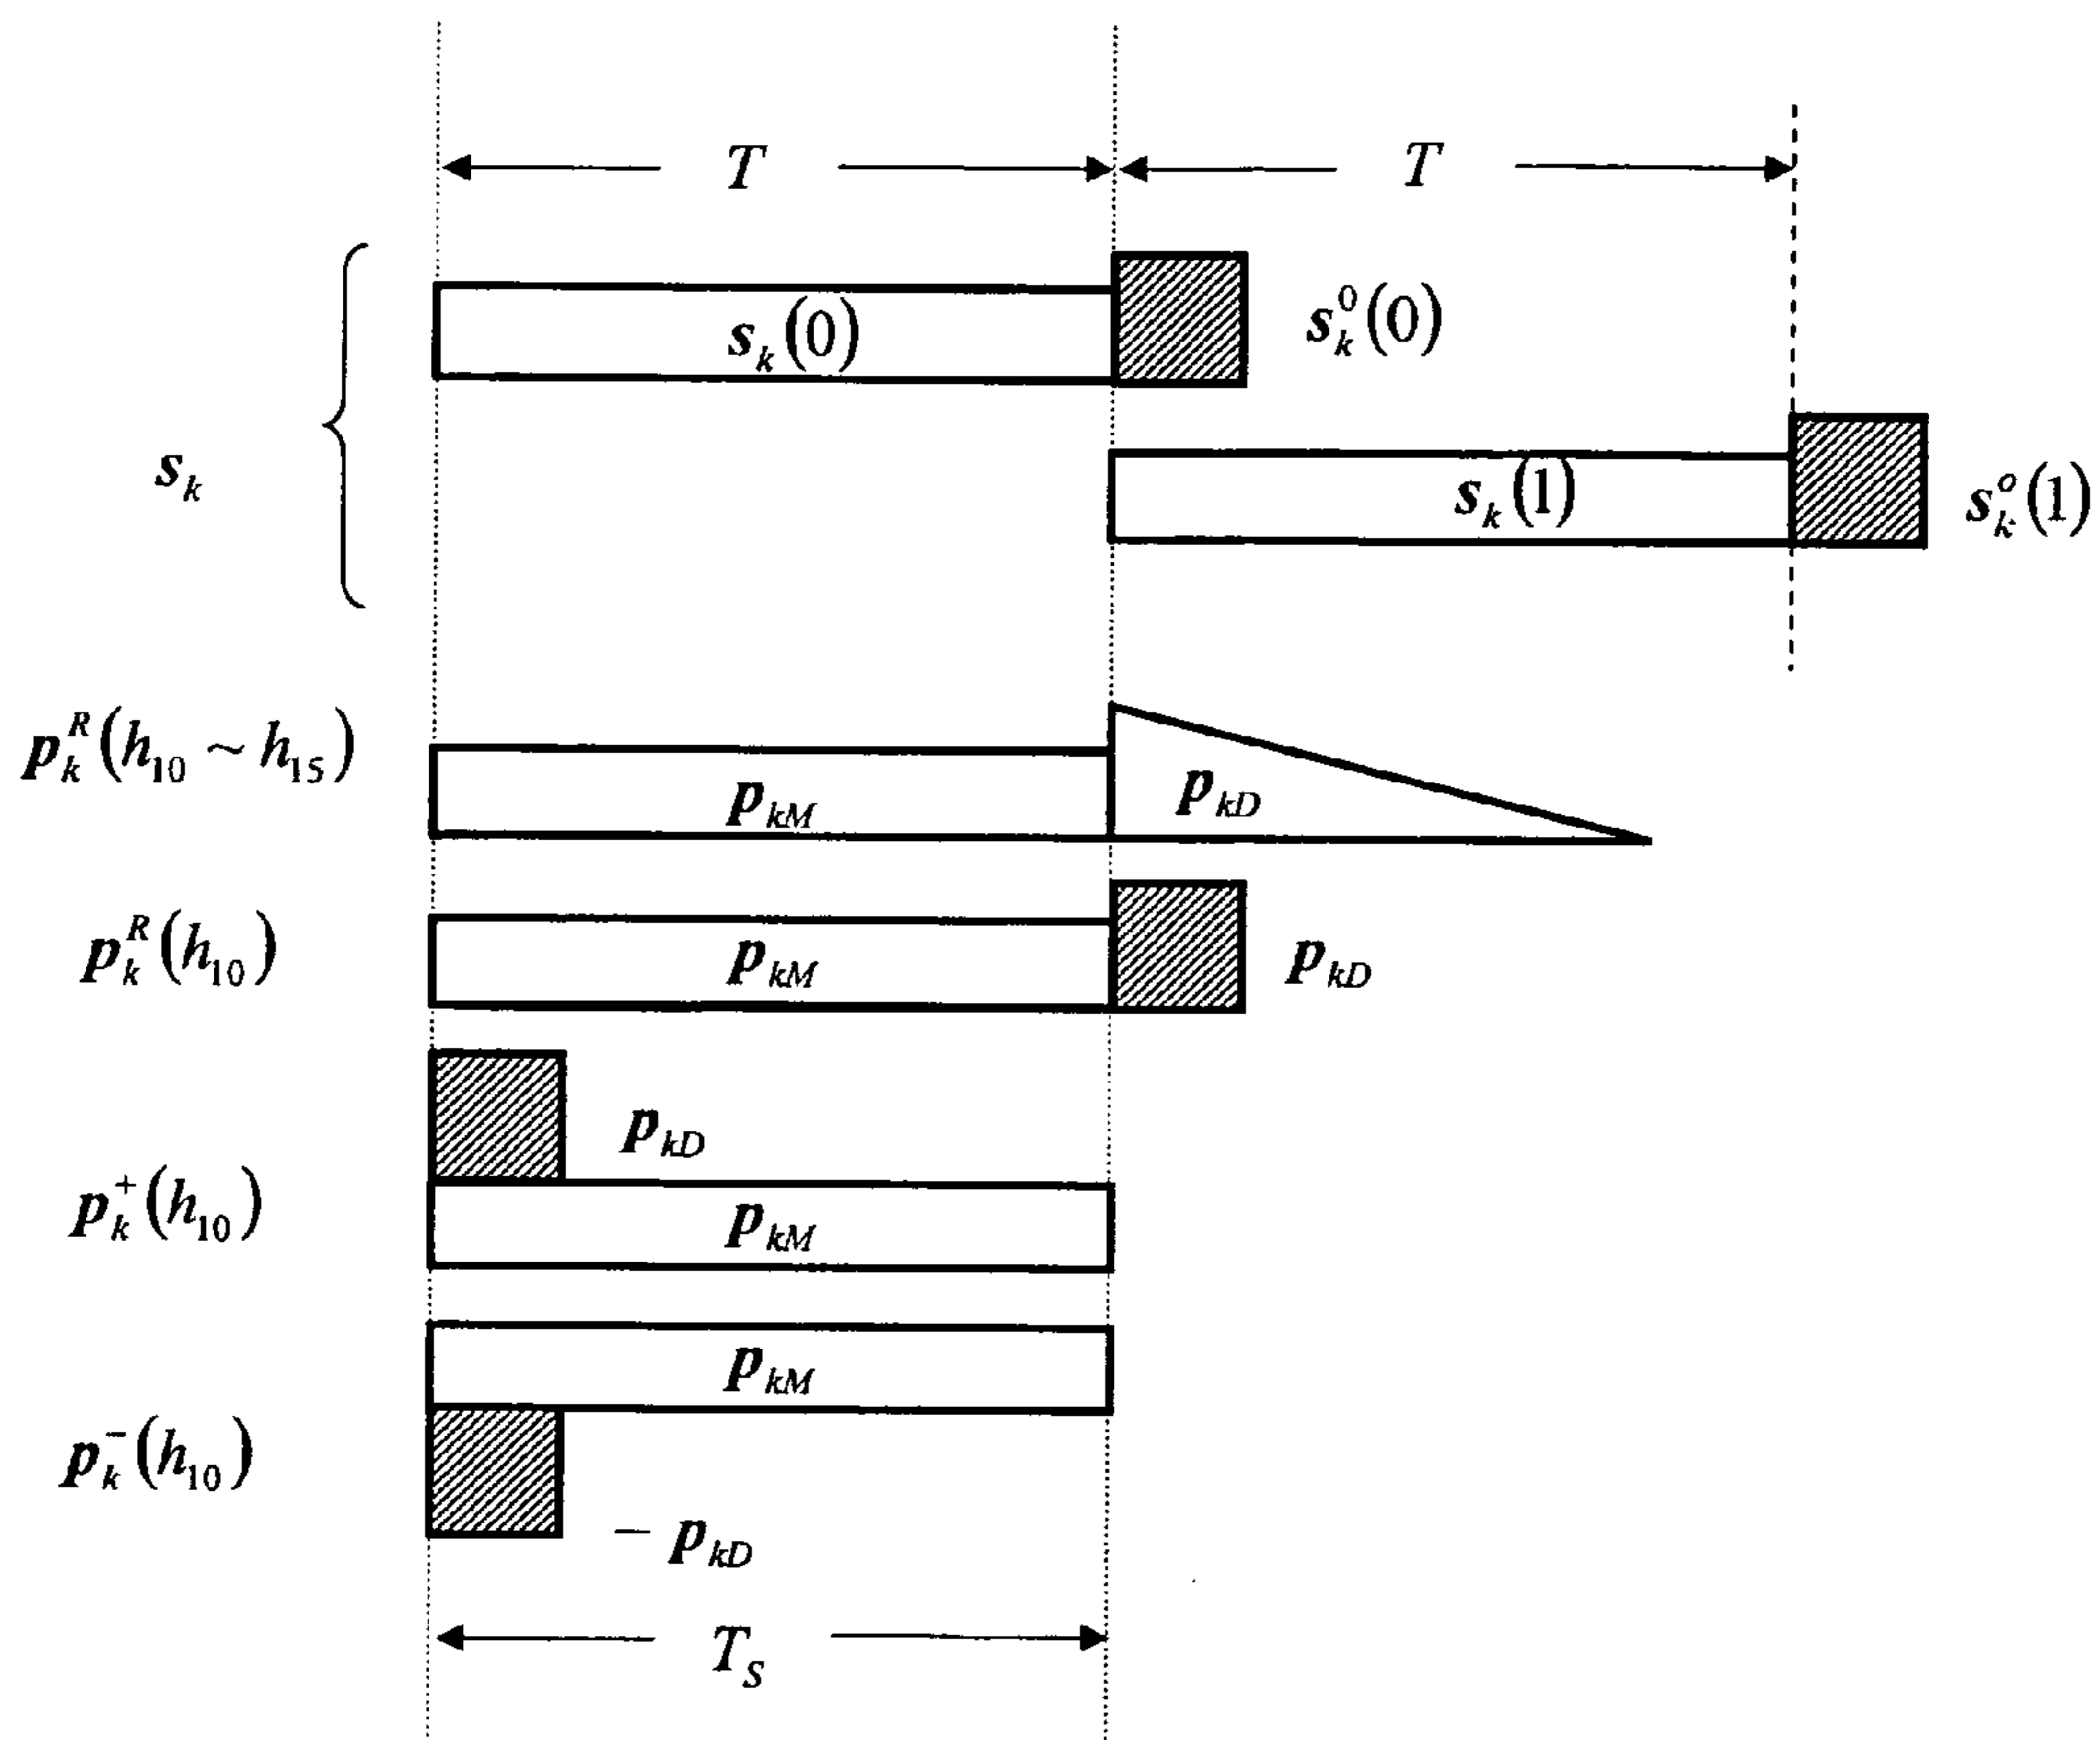 T T
s_k^0(0)
s_k(0)
s_k
s_k(1)
s_k^o(1)
p_k^R(h_10 ~ h_15)
p_kM
p_kD
p_k^R(h_10)
p_kM
p_kD
p_kD
p_k^+(h_10)
p_kM
p_kM
p_k^-(h_10)
− p_kD
T_S